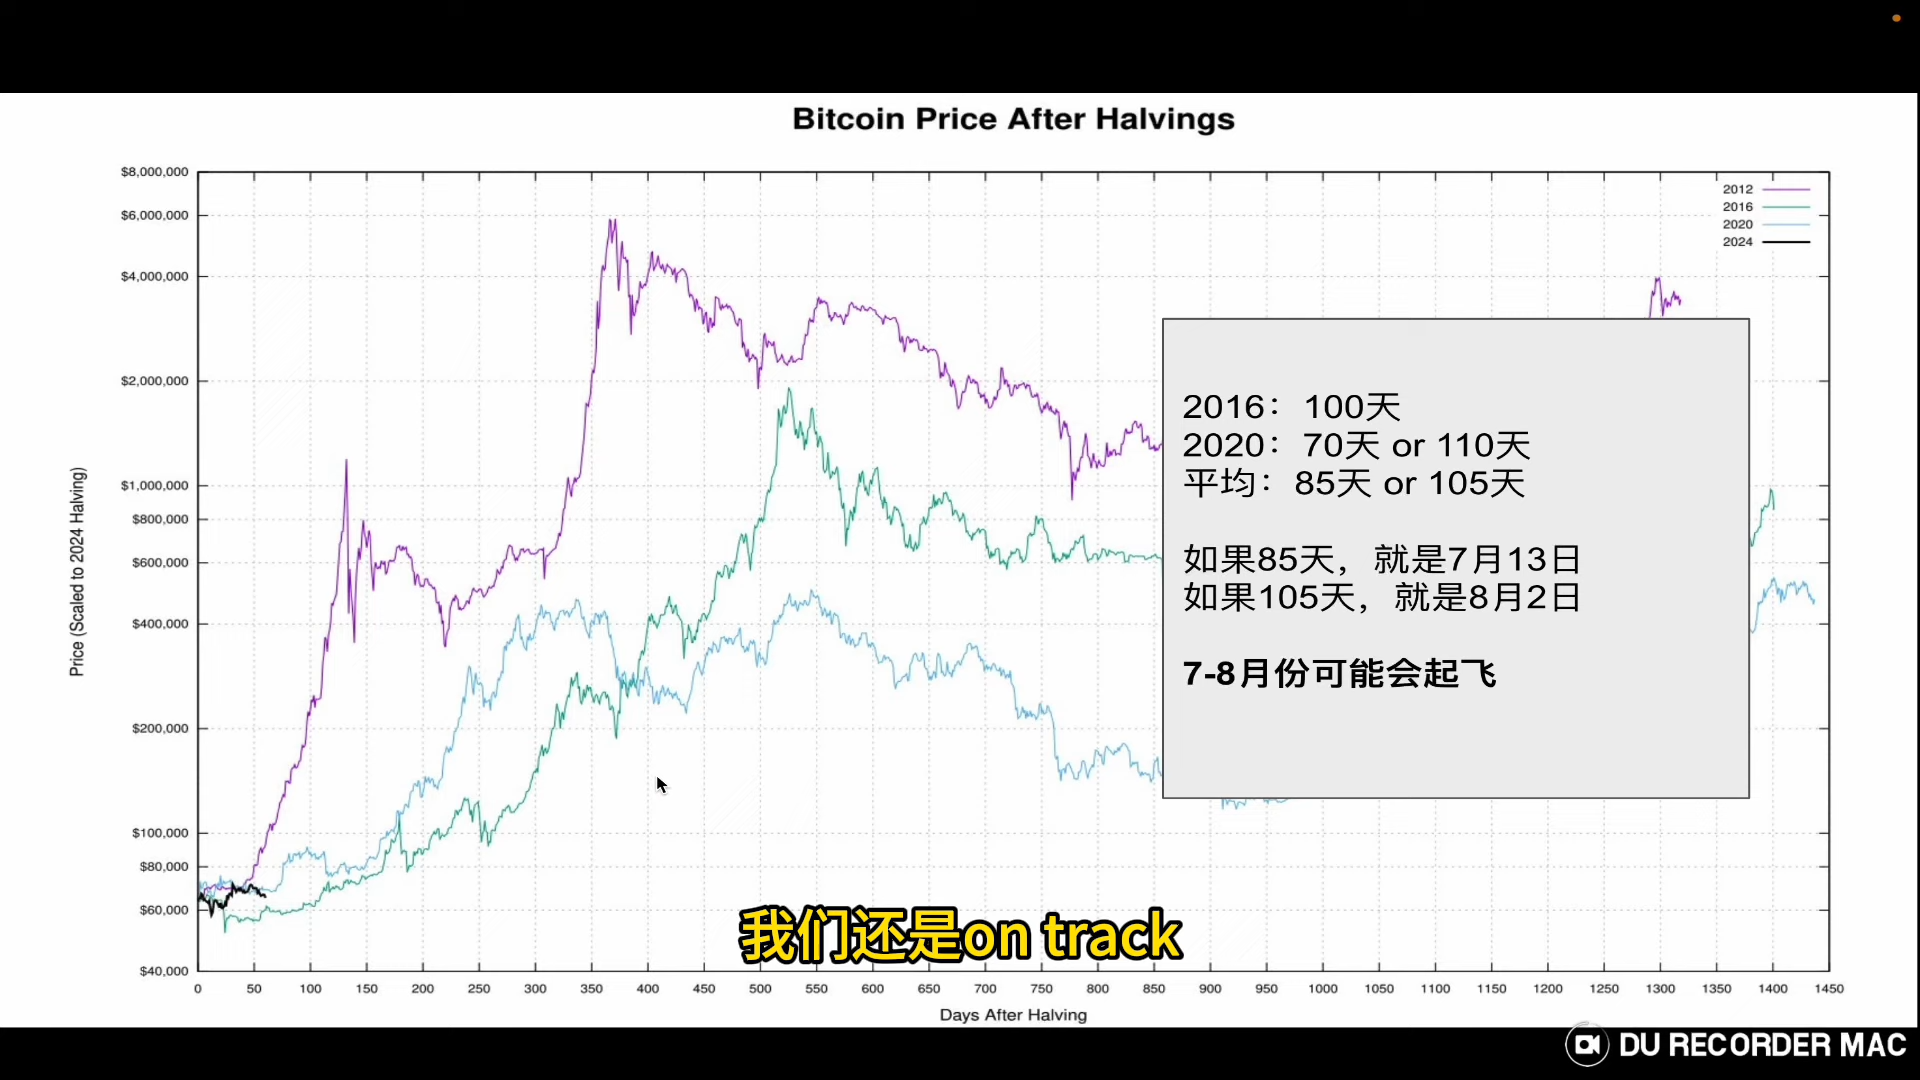 Bitcoin Price After Halvings
$8,000,000
$6,000,000
$4,000,000
$2,000,000
$1,000,000
$800,000
$600,000
$400,000
$200,000
$100,000
$80,000
$60,000
$40,000
Price (Scaled to 2024 Halving)
2012
2016
2020
2024
2016：100天
2020：70天 or 110天
平均：85天 or 105天
如果85天，就是7月13日
如果105天，就是8月2日
7-8月份可能会起飞
我们还是on track
0 50 100 150 200 250 300 350 400 450 500 550 600 650 700 750 800 850 900 950 1000 1050 1100 1150 1200 1250 1300 1350 1400 1450
Days After Halving
DU RECORDER MAC